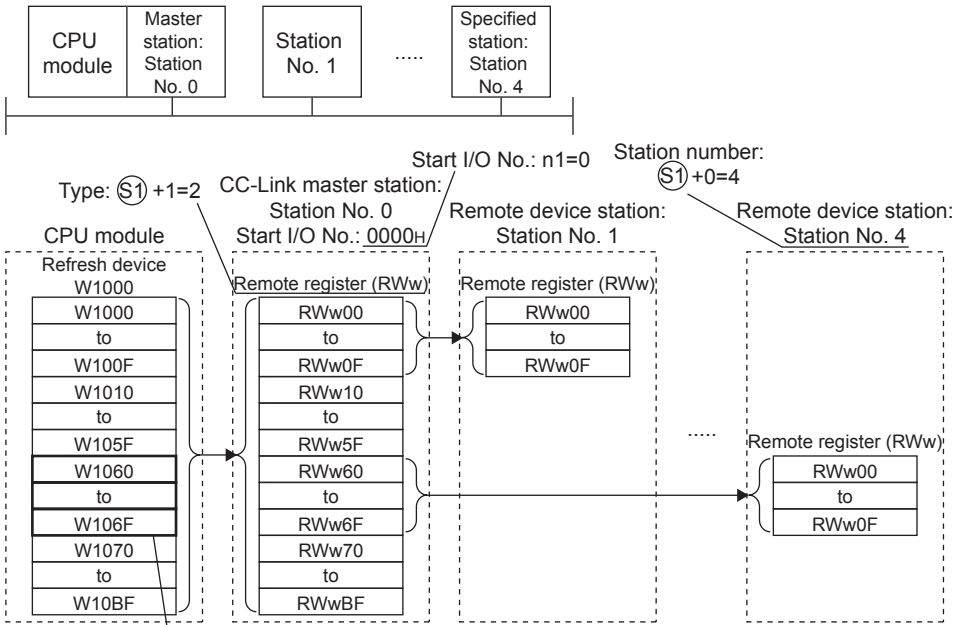 CPU
module
Master
station:
Station
No. 0
Station
No. 1
.....
Specified
station:
Station
No. 4
Start I/O No.: n1=0
Station number:
S1 +0=4
Type: S1 +1=2
CC-Link master station:
Station No. 0
Start I/O No.: 0000H
Remote device station:
Station No. 1
Remote device station:
Station No. 4
CPU module
Refresh device
W1000
W1000
to
W100F
W1010
to
W105F
W1060
to
W106F
W1070
to
W10BF
Remote register (RWw)
RWw00
to
RWw0F
RWw10
to
RWw5F
RWw60
to
RWw6F
RWw70
to
RWwBF
Remote register (RWw)
RWw00
to
RWw0F
.....
Remote register (RWw)
RWw00
to
RWw0F